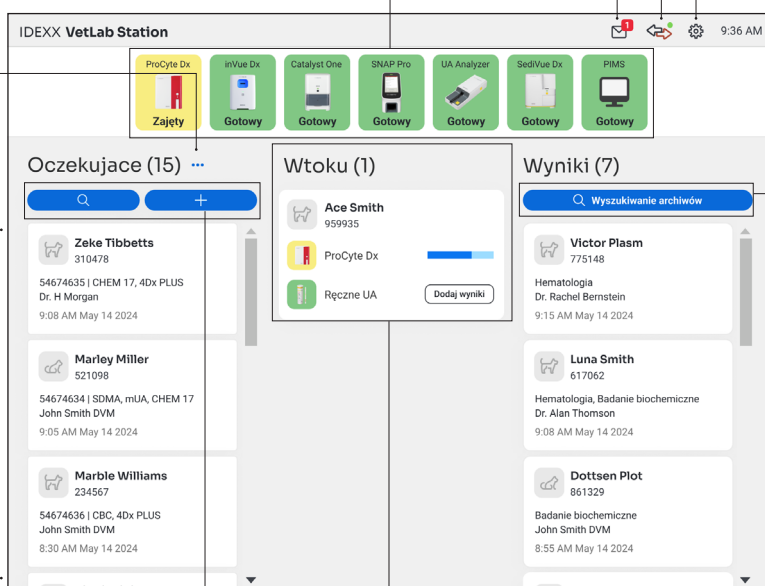 IDEXX VetLab Station
1
9:36 AM
ProCyte Dx
Zajęty
inVue Dx
Gotowy
Catalyst One
Gotowy
SNAP Pro
Gotowy
UA Analyzer
Gotowy
SediVue Dx
Gotowy
PIMS
Gotowy
Oczekujace (15)
Zeke Tibbetts
310478
54674635 | CHEM 17, 4Dx PLUS
Dr. H Morgan
9:08 AM May 14 2024
Marley Miller
521098
54674634 | SDMA, mUA, CHEM 17
John Smith DVM
9:05 AM May 14 2024
Marble Williams
234567
54674636 | CBC, 4Dx PLUS
John Smith DVM
8:30 AM May 14 2024
Wtoku (1)
Ace Smith
959935
ProCyte Dx
Ręczne UA
Dodaj wyniki
Wyniki (7)
Wyszukiwanie archiwów
Victor Plasm
775148
Hematologia
Dr. Rachel Bernstein
9:15 AM May 14 2024
Luna Smith
617062
Hematologia, Badanie biochemiczne
Dr. Alan Thomson
9:08 AM May 14 2024
Dottsen Plot
861329
Badanie biochemiczne
John Smith DVM
8:55 AM May 14 2024